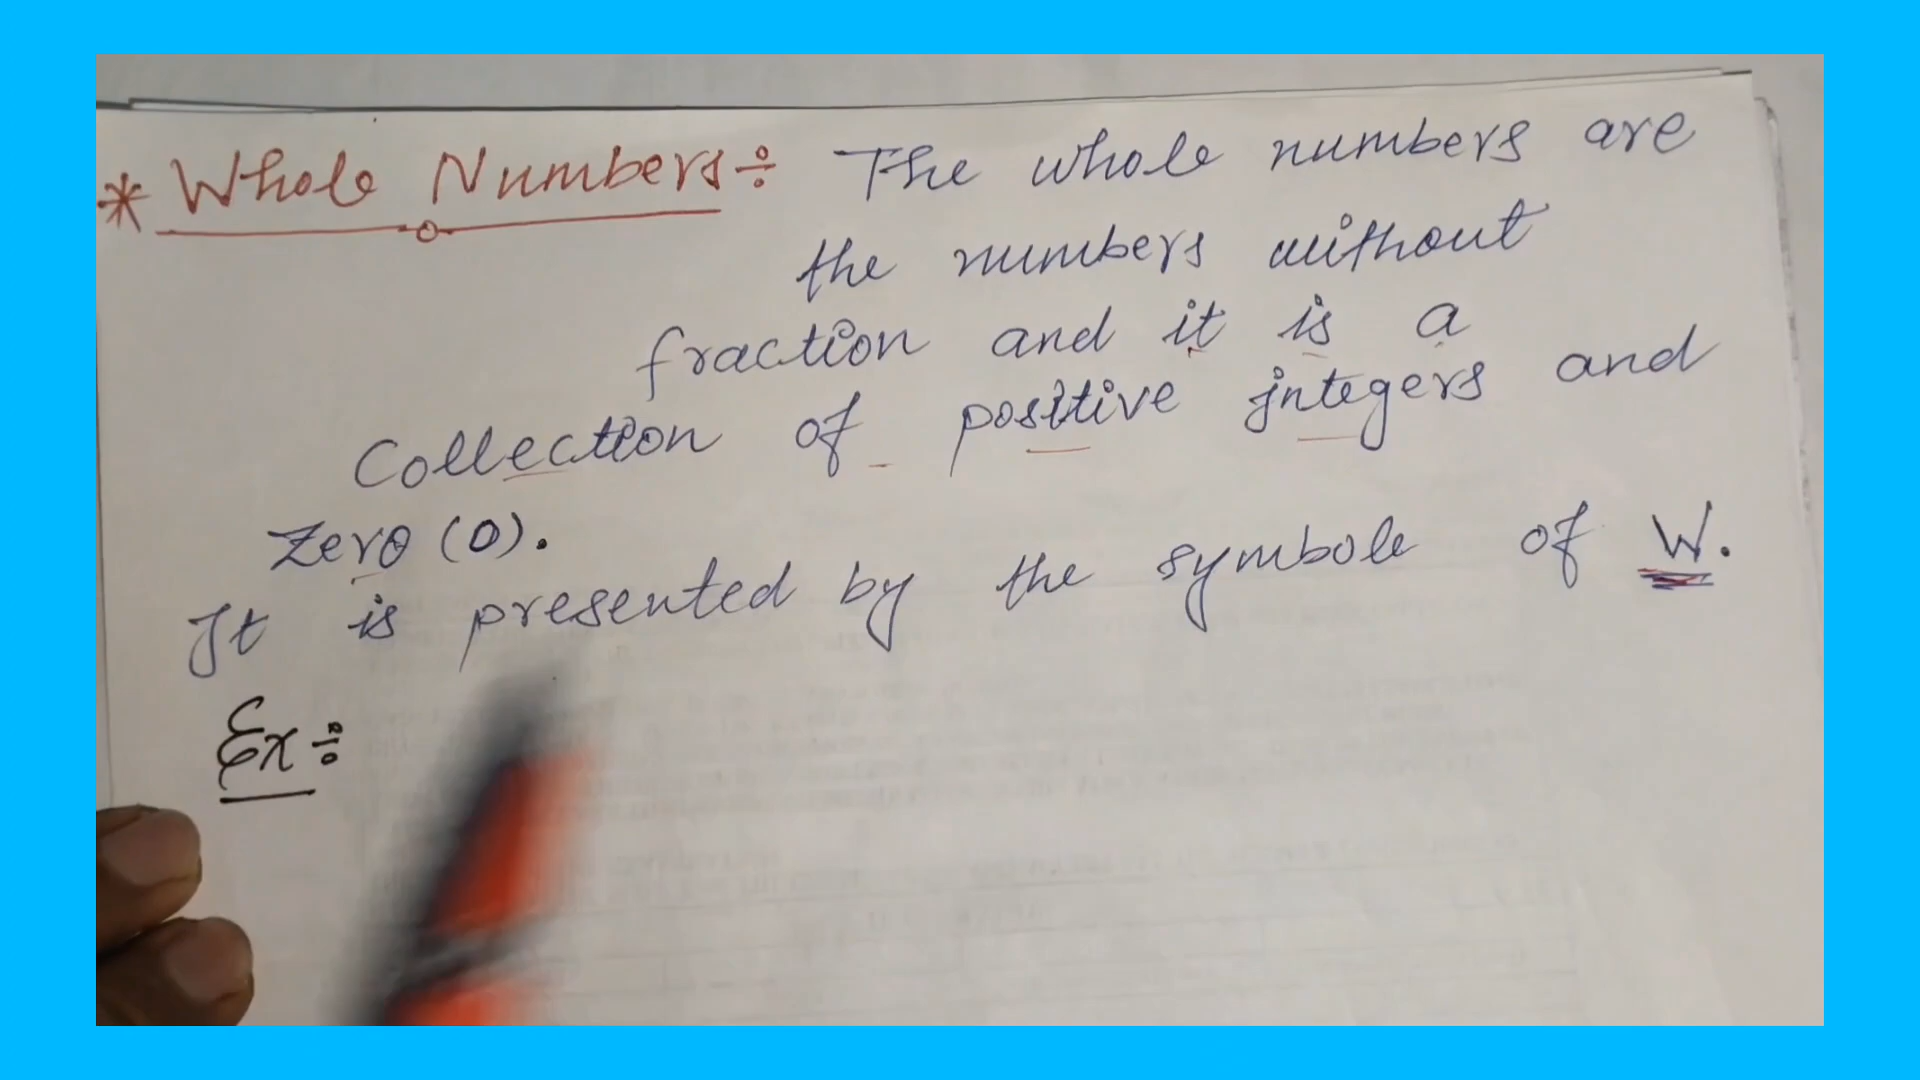 * Whole Numbers÷ The whole numbers are
the numbers without
fraction and it is a
Collection of positive integers and
Zero (0).
It is presented by the symbole of W.
Ex÷